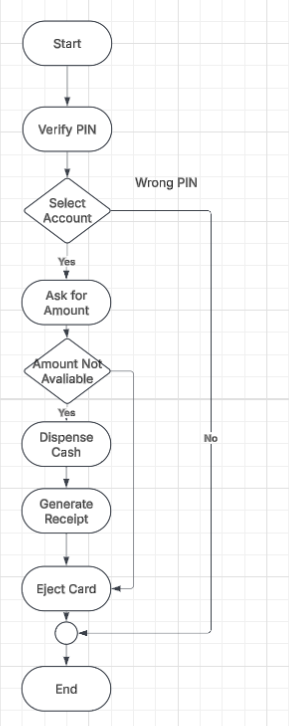 Start
Verify PIN
Wrong PIN
Select
Account
Yes
Ask for
Amount
Amount Not
Avaliable
Yes
Dispense
Cash
No
Generate
Receipt
Eject Card
End